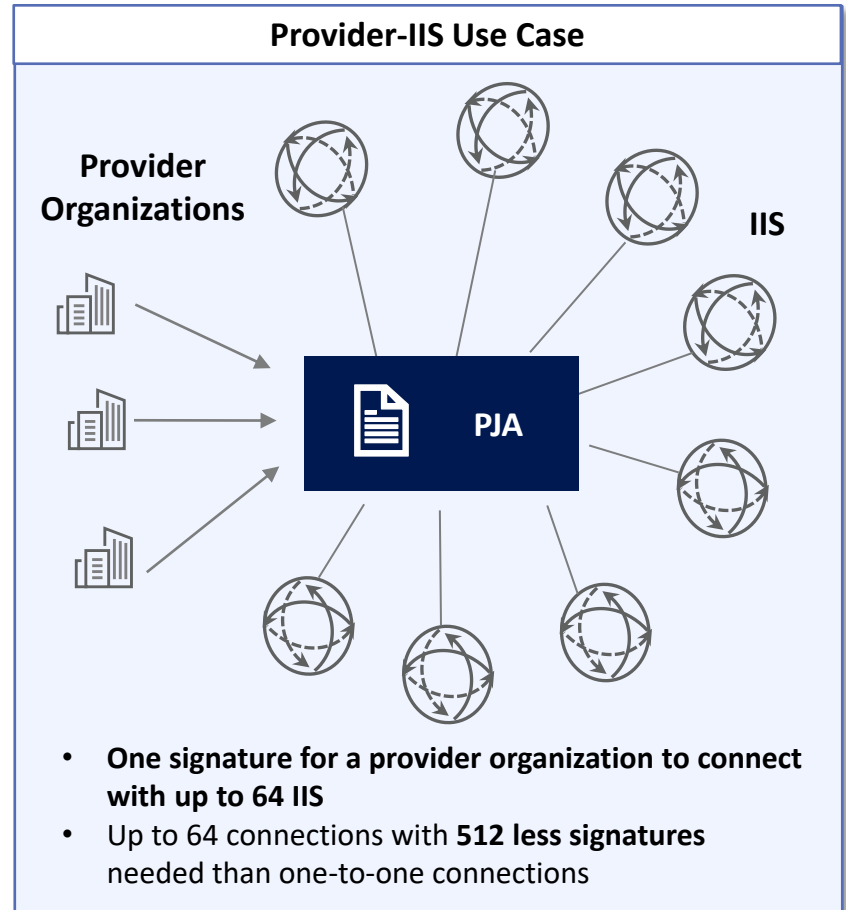 Provider-IIS Use Case
Provider
Organizations
IIS
PJA
• One signature for a provider organization to connect
with up to 64 IIS
• Up to 64 connections with 512 less signatures
needed than one-to-one connections